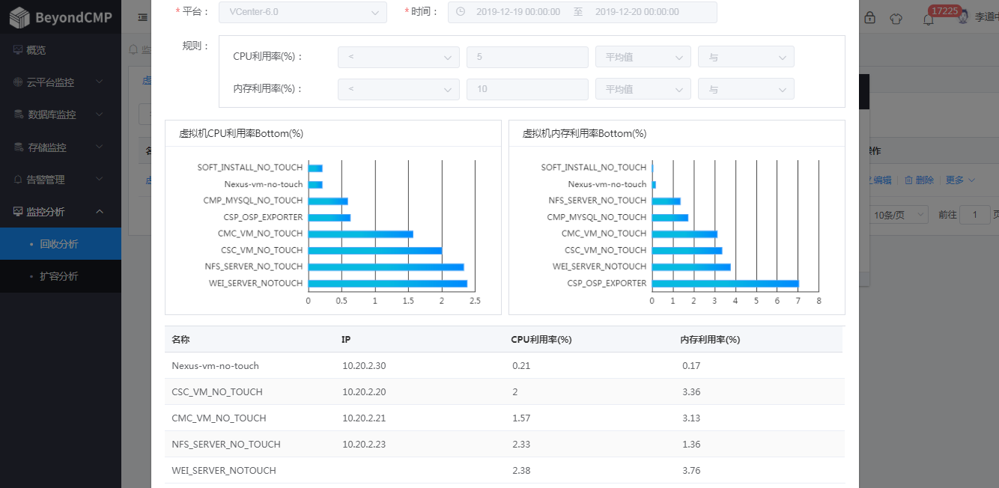 BeyondCMP
概览
云平台监控
数据库监控
存储监控
告警管理
监控分析
回收分析
扩容分析
17225
编辑 删除 更多
10条/页 前往 1
* 平台： VCenter-6.0 * 时间： 2019-12-19 00:00:00 至 2019-12-20 00:00:00
规则：
CPU利用率(%)： < 5 平均值 与
内存利用率(%)： < 10 平均值 与
虚拟机CPU利用率Bottom(%)
SOFT_INSTALL_NO_TOUCH
Nexus-vm-no-touch
CMP_MYSQL_NO_TOUCH
CSP_OSP_EXPORTER
CMC_VM_NO_TOUCH
CSC_VM_NO_TOUCH
NFS_SERVER_NO_TOUCH
WEI_SERVER_NOTOUCH
0 0.5 1 1.5 2 2.5
虚拟机内存利用率Bottom(%)
SOFT_INSTALL_NO_TOUCH
Nexus-vm-no-touch
NFS_SERVER_NO_TOUCH
CMP_MYSQL_NO_TOUCH
CMC_VM_NO_TOUCH
CSC_VM_NO_TOUCH
WEI_SERVER_NOTOUCH
CSP_OSP_EXPORTER
0 1 2 3 4 5 6 7 8
名称 IP CPU利用率(%) 内存利用率(%)
Nexus-vm-no-touch 10.20.2.30 0.21 0.17
CSC_VM_NO_TOUCH 10.20.2.20 2 3.36
CMC_VM_NO_TOUCH 10.20.2.21 1.57 3.13
NFS_SERVER_NO_TOUCH 10.20.2.23 2.33 1.36
WEI_SERVER_NOTOUCH 2.38 3.76